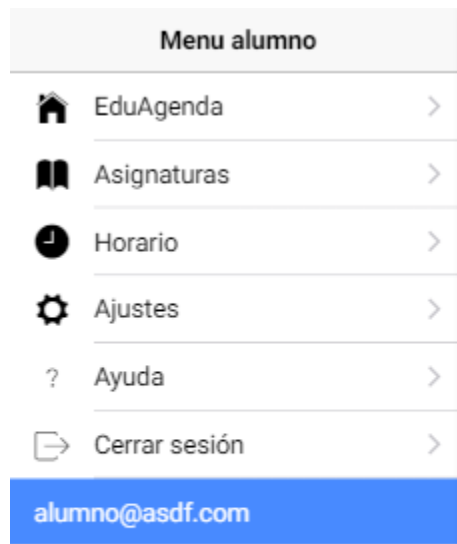 Menu alumno
EduAgenda
Asignaturas
Horario
Ajustes
? Ayuda
Cerrar sesión
alumno@asdf.com